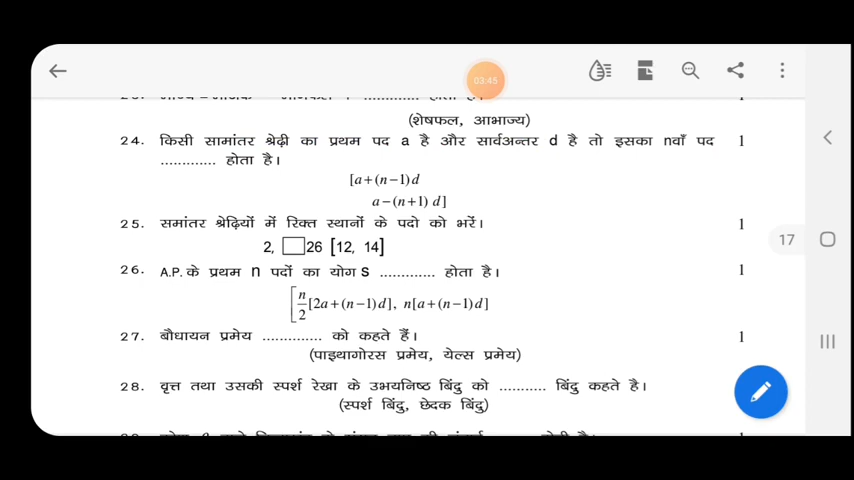 03:45
(शेषफल, आभाज्य)
24. किसी सामांतर श्रेढ़ी का प्रथम पद a है और सार्वअन्तर d है तो इसका nवाँ पद 1
............. होता है।
[a+(n−1)d
a−(n+1) d]
25. समांतर श्रेढ़ियों में रिक्त स्थानों के पदो को भरें। 1
2, □26 [12, 14]
17
26. A.P. के प्रथम n पदों का योग s ............. होता है। 1
[n/2[2a+(n−1)d], n[a+(n−1)d]
27. बौधायन प्रमेय .............. को कहते हैं। 1
(पाइथागोरस प्रमेय, थेल्स प्रमेय)
28. वृत्त तथा उसकी स्पर्श रेखा के उभयनिष्ठ बिंदु को ........... बिंदु कहते है।
(स्पर्श बिंदु, छेदक बिंदु)